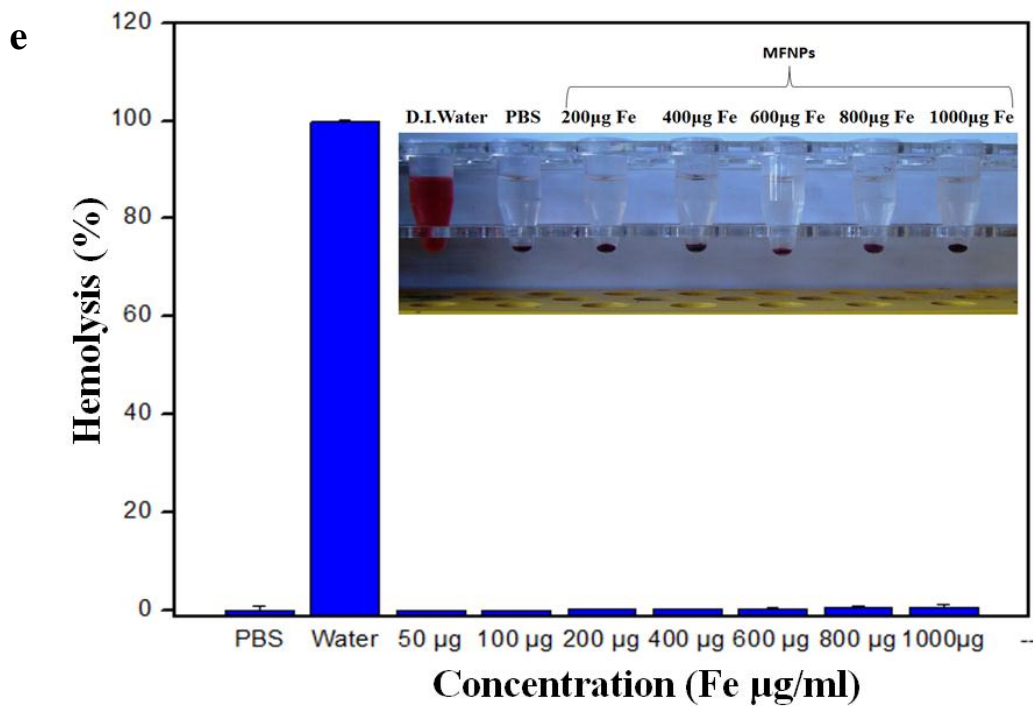 e
120
100
80
60
40
20
0
Hemolysis (%)
MFNPs
D.I.Water PBS 200µg Fe 400µg Fe 600µg Fe 800µg Fe 1000µg Fe
PBS Water 50 µg 100 µg 200 µg 400 µg 600 µg 800 µg 1000µg --
Concentration (Fe µg/ml)